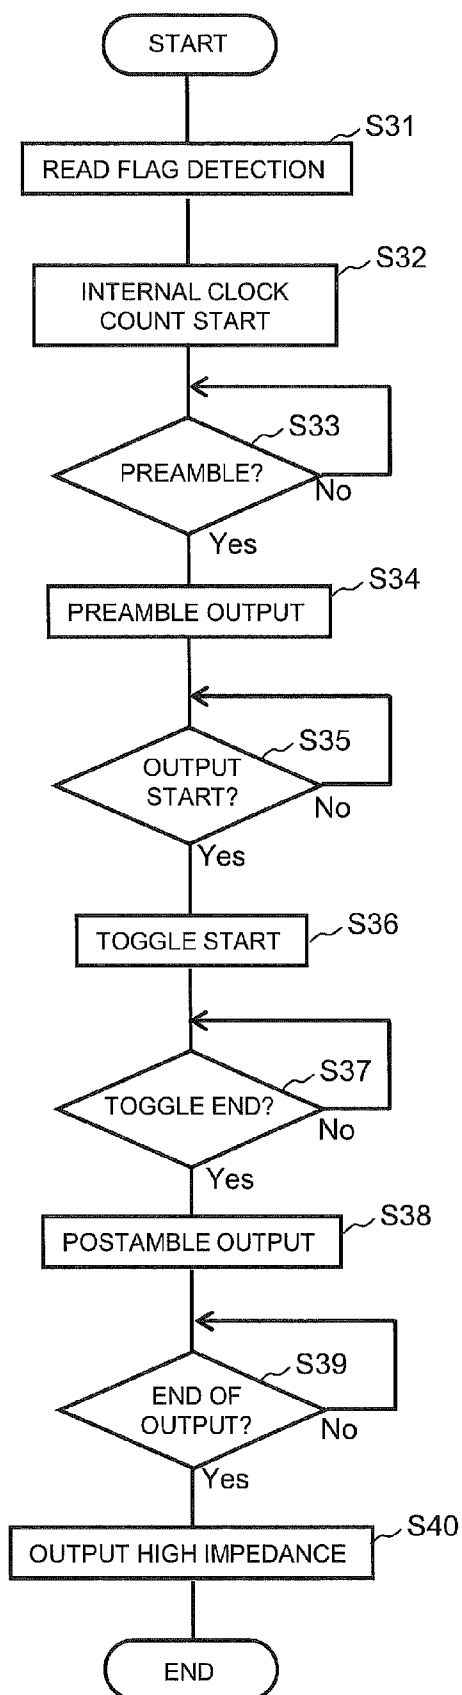 START
S31
READ FLAG DETECTION
S32
INTERNAL CLOCK
COUNT START
S33
PREAMBLE?
No
Yes
S34
PREAMBLE OUTPUT
S35
OUTPUT
START?
No
Yes
S36
TOGGLE START
S37
TOGGLE END?
No
Yes
S38
POSTAMBLE OUTPUT
S39
END OF
OUTPUT?
No
Yes
S40
OUTPUT HIGH IMPEDANCE
END